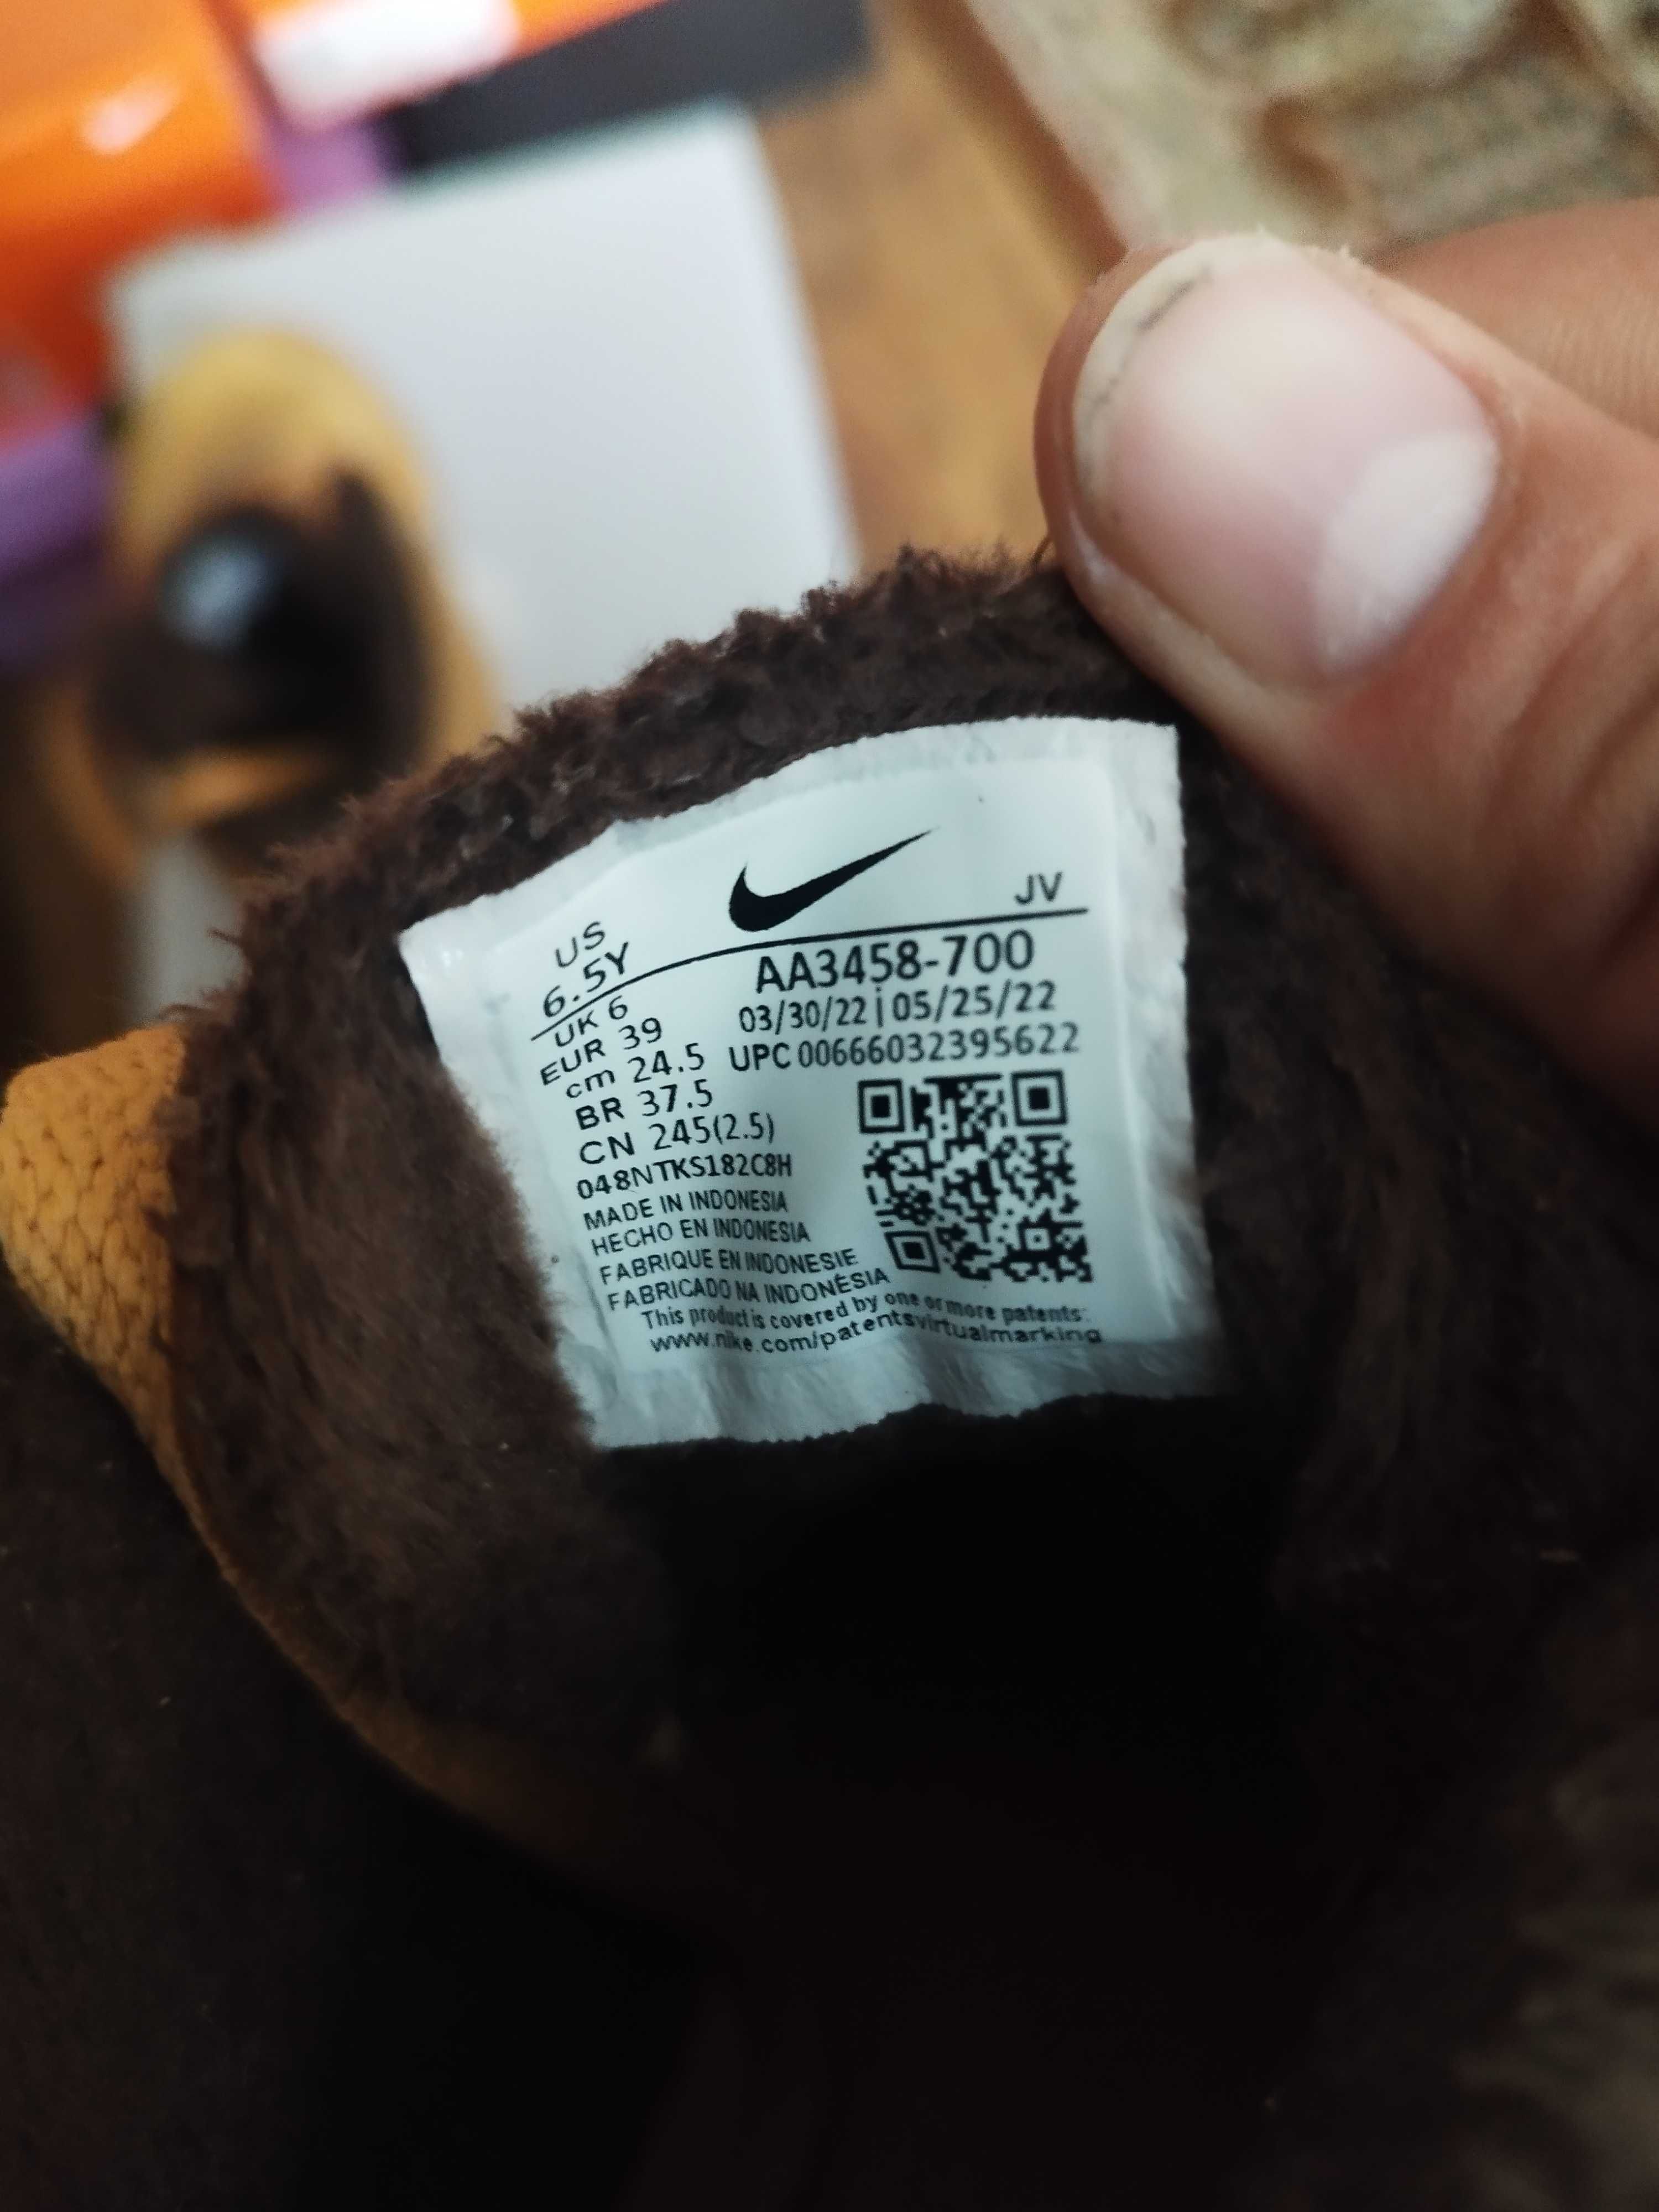 JV
US
6.5Y
UK 6
EUR 39
cm 24.5
BR 37.5
CN 245(2.5)
AA3458-700
03/30/22|05/25/22
UPC 00666032395622
048NTKS182C8H
MADE IN INDONESIA
HECHO EN INDONESIA
FABRIQUE EN INDONESIE
FABRICADO NA INDONÉSIA
This product is covered by one or more patents:
www.nike.com/patentsvirtualmarking